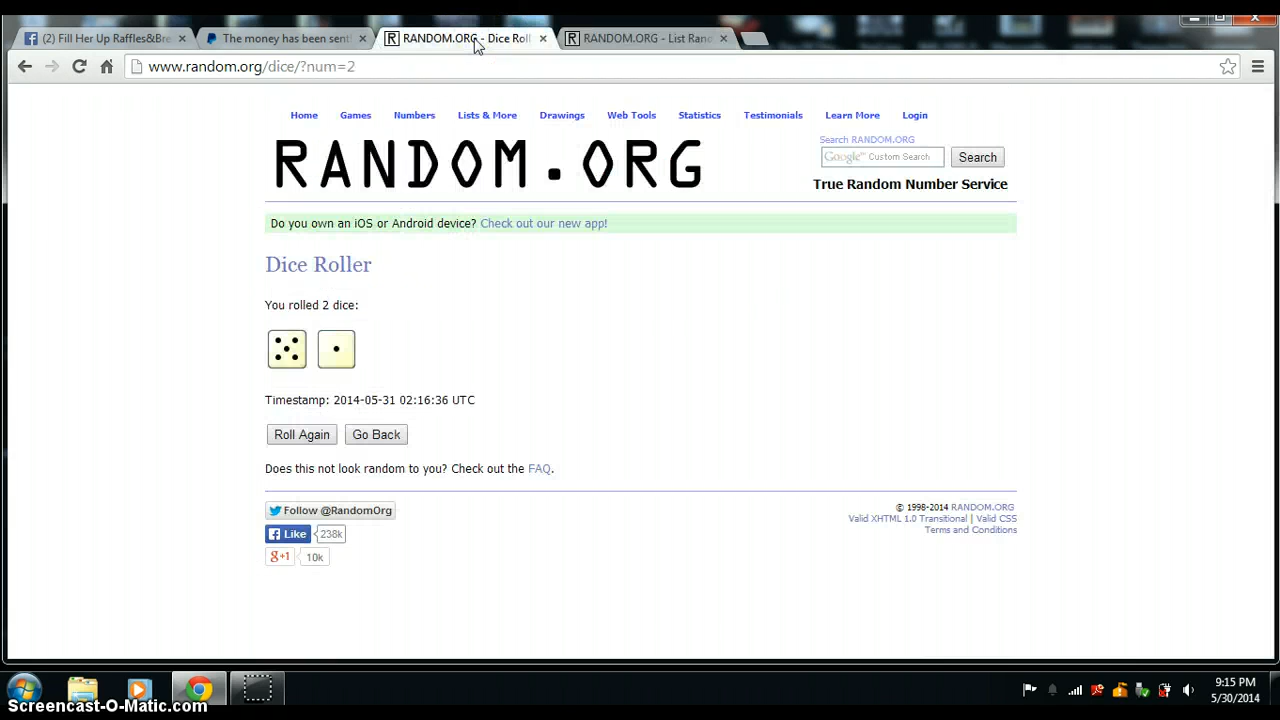 (2) Fill Her Up Raffles&Bre
The money has been sent!
RANDOM.ORG - Dice Roll
RANDOM.ORG - List Rand
www.random.org/dice/?num=2
Home Games Numbers Lists & More Drawings Web Tools Statistics Testimonials Learn More Login
RANDOM.ORG
Search RANDOM.ORG
Google™ Custom Search
Search
True Random Number Service
Do you own an iOS or Android device? Check out our new app!
Dice Roller
You rolled 2 dice:
Timestamp: 2014-05-31 02:16:36 UTC
Roll Again Go Back
Does this not look random to you? Check out the FAQ.
Follow @RandomOrg
Like 238k
g+1 10k
© 1998-2014 RANDOM.ORG
Valid XHTML 1.0 Transitional | Valid CSS
Terms and Conditions
9:15 PM
5/30/2014
Screencast-O-Matic.com